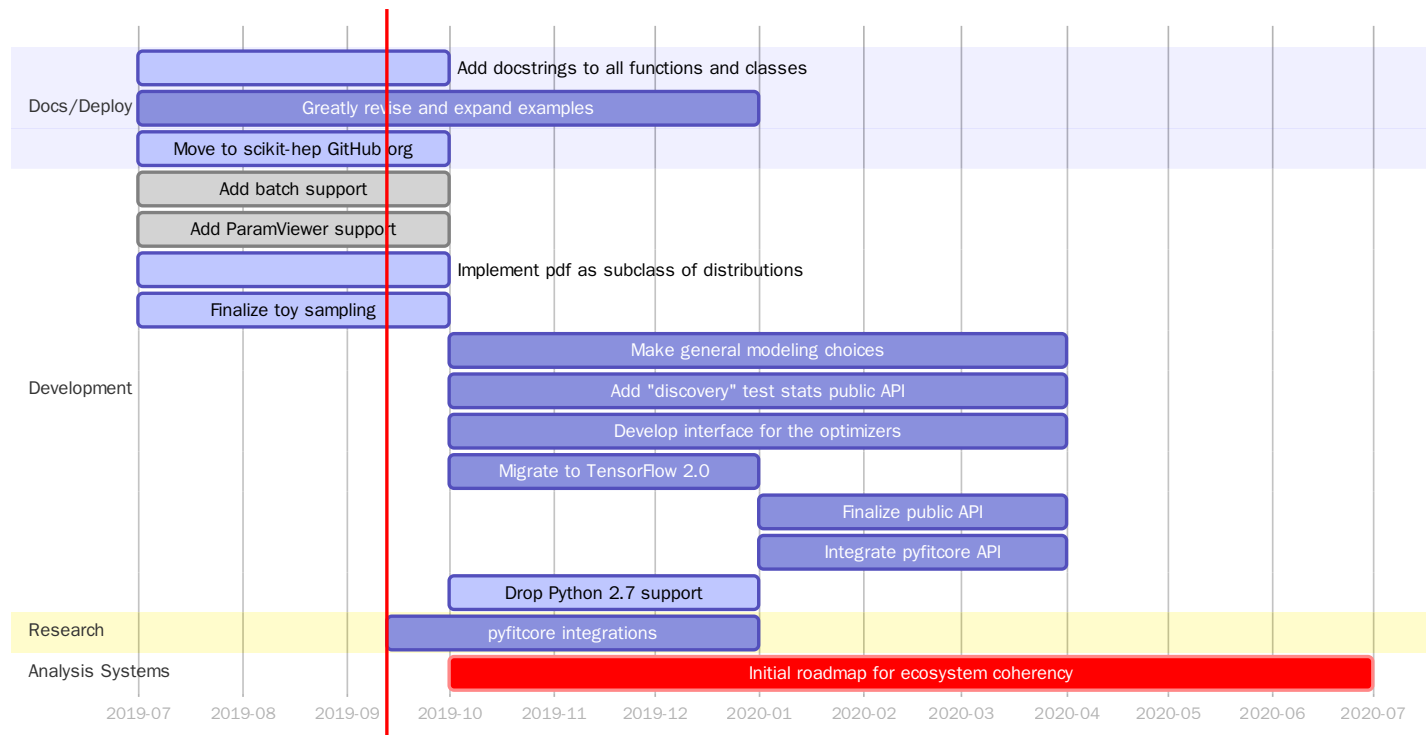 Add docstrings to all functions and classes
Docs/Deploy
Greatly revise and expand examples
Move to scikit-hep GitHub org
Add batch support
Add ParamViewer support
Implement pdf as subclass of distributions
Finalize toy sampling
Make general modeling choices
Development
Add "discovery" test stats public API
Develop interface for the optimizers
Migrate to TensorFlow 2.0
Finalize public API
Integrate pyfitcore API
Drop Python 2.7 support
Research
pyfitcore integrations
Analysis Systems
Initial roadmap for ecosystem coherency
2019-07 2019-08 2019-09 2019-10 2019-11 2019-12 2020-01 2020-02 2020-03 2020-04 2020-05 2020-06 2020-07